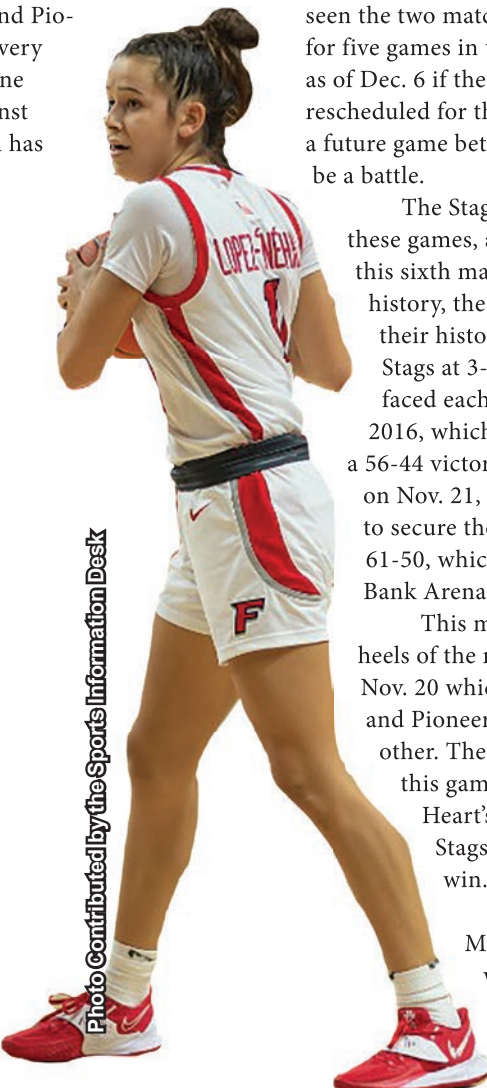 nd Pio-
very
ne
nst
has
seen the two matc
for five games in
as of Dec. 6 if the
rescheduled for th
a future game bet
be a battle.
The Stag
these games, a
this sixth ma
history, the
their histo
Stags at 3-
faced each
2016, which
a 56-44 victor
on Nov. 21,
to secure the
61-50, whic
Bank Arena
This m
heels of the r
Nov. 20 whic
and Pioneer
other. The
this gam
Heart's
Stags
win.
M
LOPEZ-
F
Photo Contributed by the Sports Information Desk